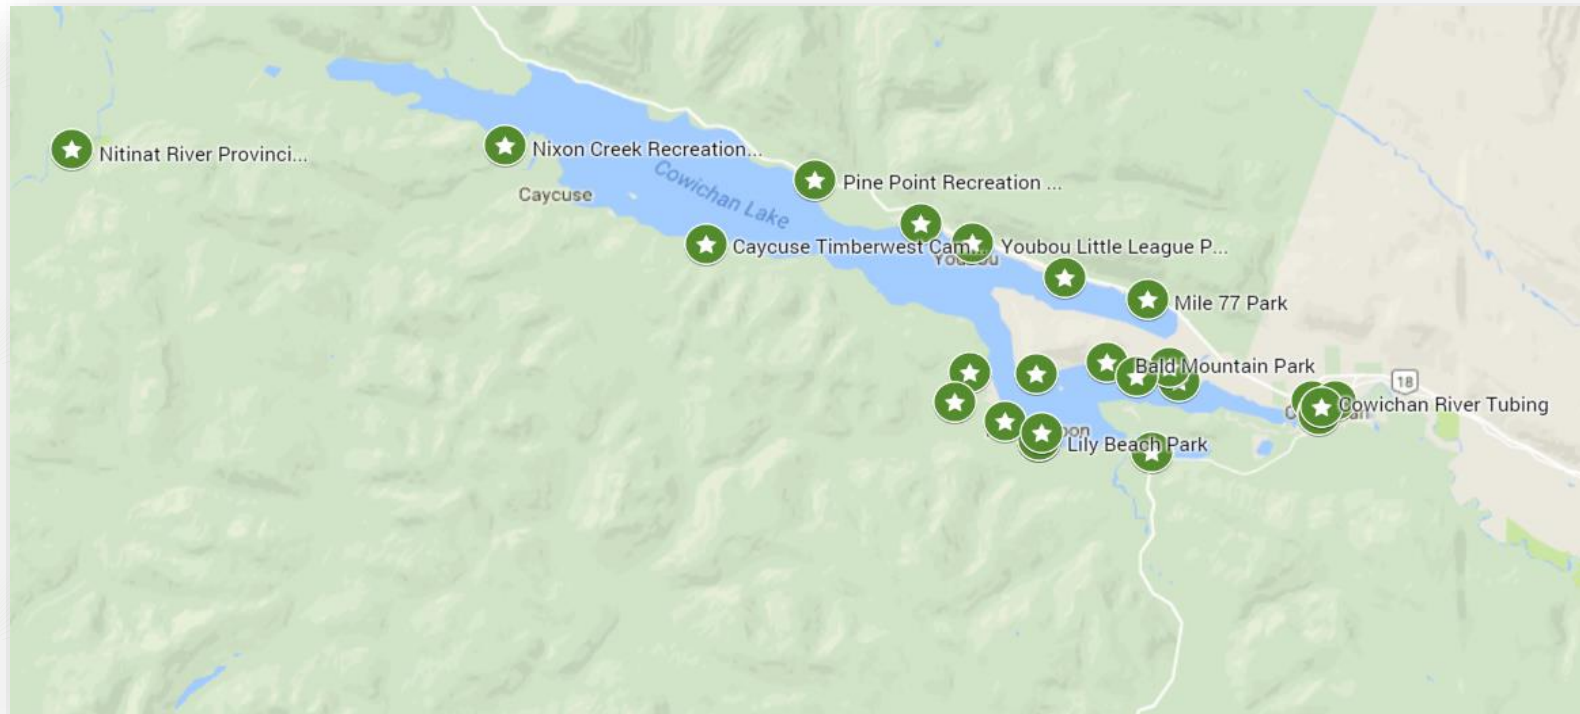 Nitinat River Provinci...
Nixon Creek Recreation...
Caycuse
Cowichan Lake
Pine Point Recreation ...
Caycuse Timberwest Cam...
Youbou Little League P...
Youbou
Mile 77 Park
Bald Mountain Park
18
Cowichan River Tubing
Lily Beach Park